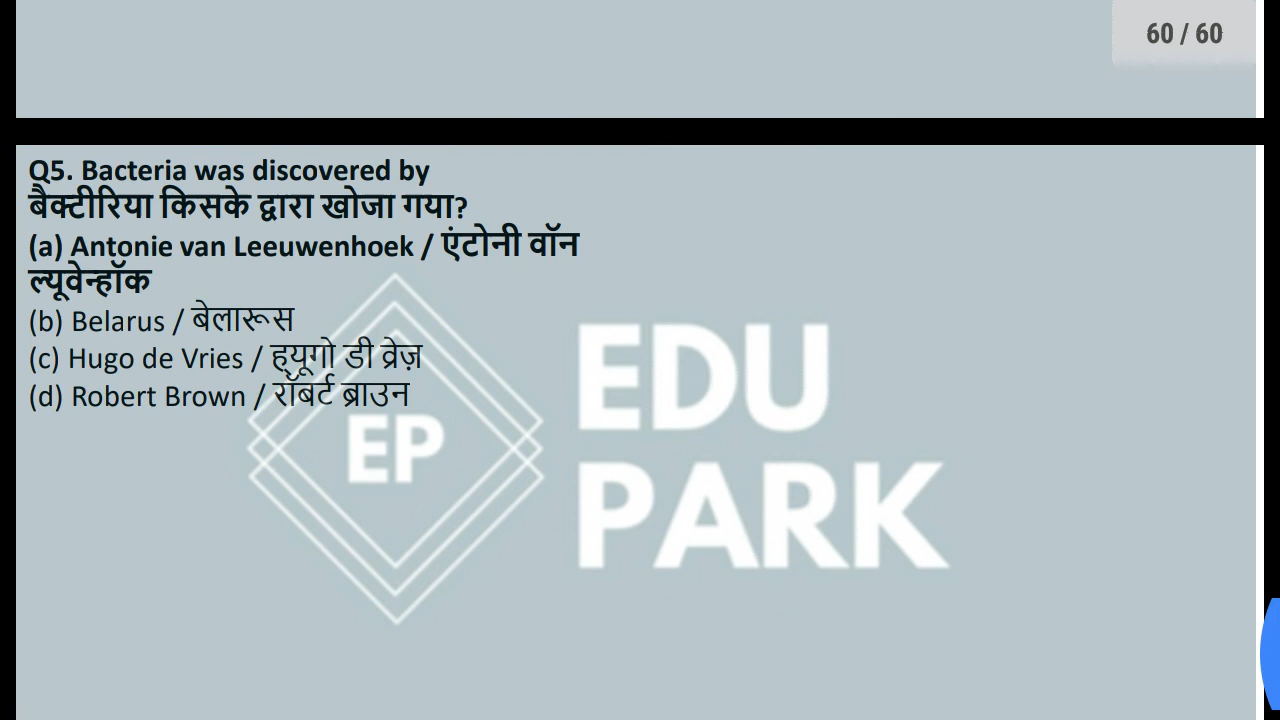 60 / 60
Q5. Bacteria was discovered by
बैक्टीरिया किसके द्वारा खोजा गया?
(a) Antonie van Leeuwenhoek / एंटोनी वॉन
ल्यूवेन्हॉक
(b) Belarus / बेलारूस
(c) Hugo de Vries / ह्यूगो डी व्रेज़
(d) Robert Brown / रॉबर्ट ब्राउन
EP
EDU
PARK